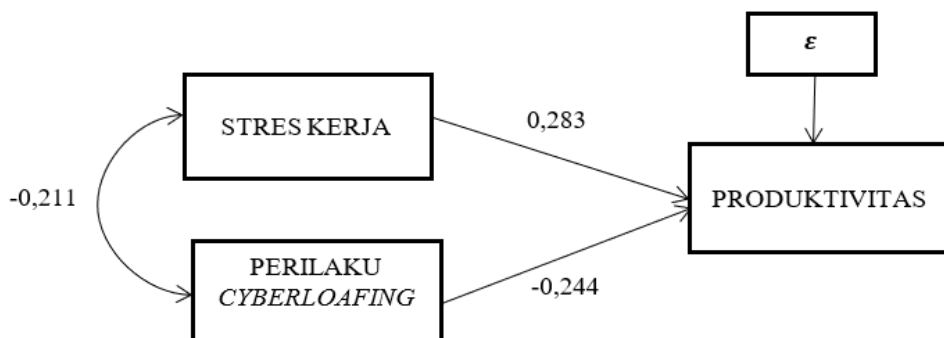 ε
STRES KERJA
0,283
-0,211
PRODUKTIVITAS
PERILAKU
CYBERLOAFING
-0,244